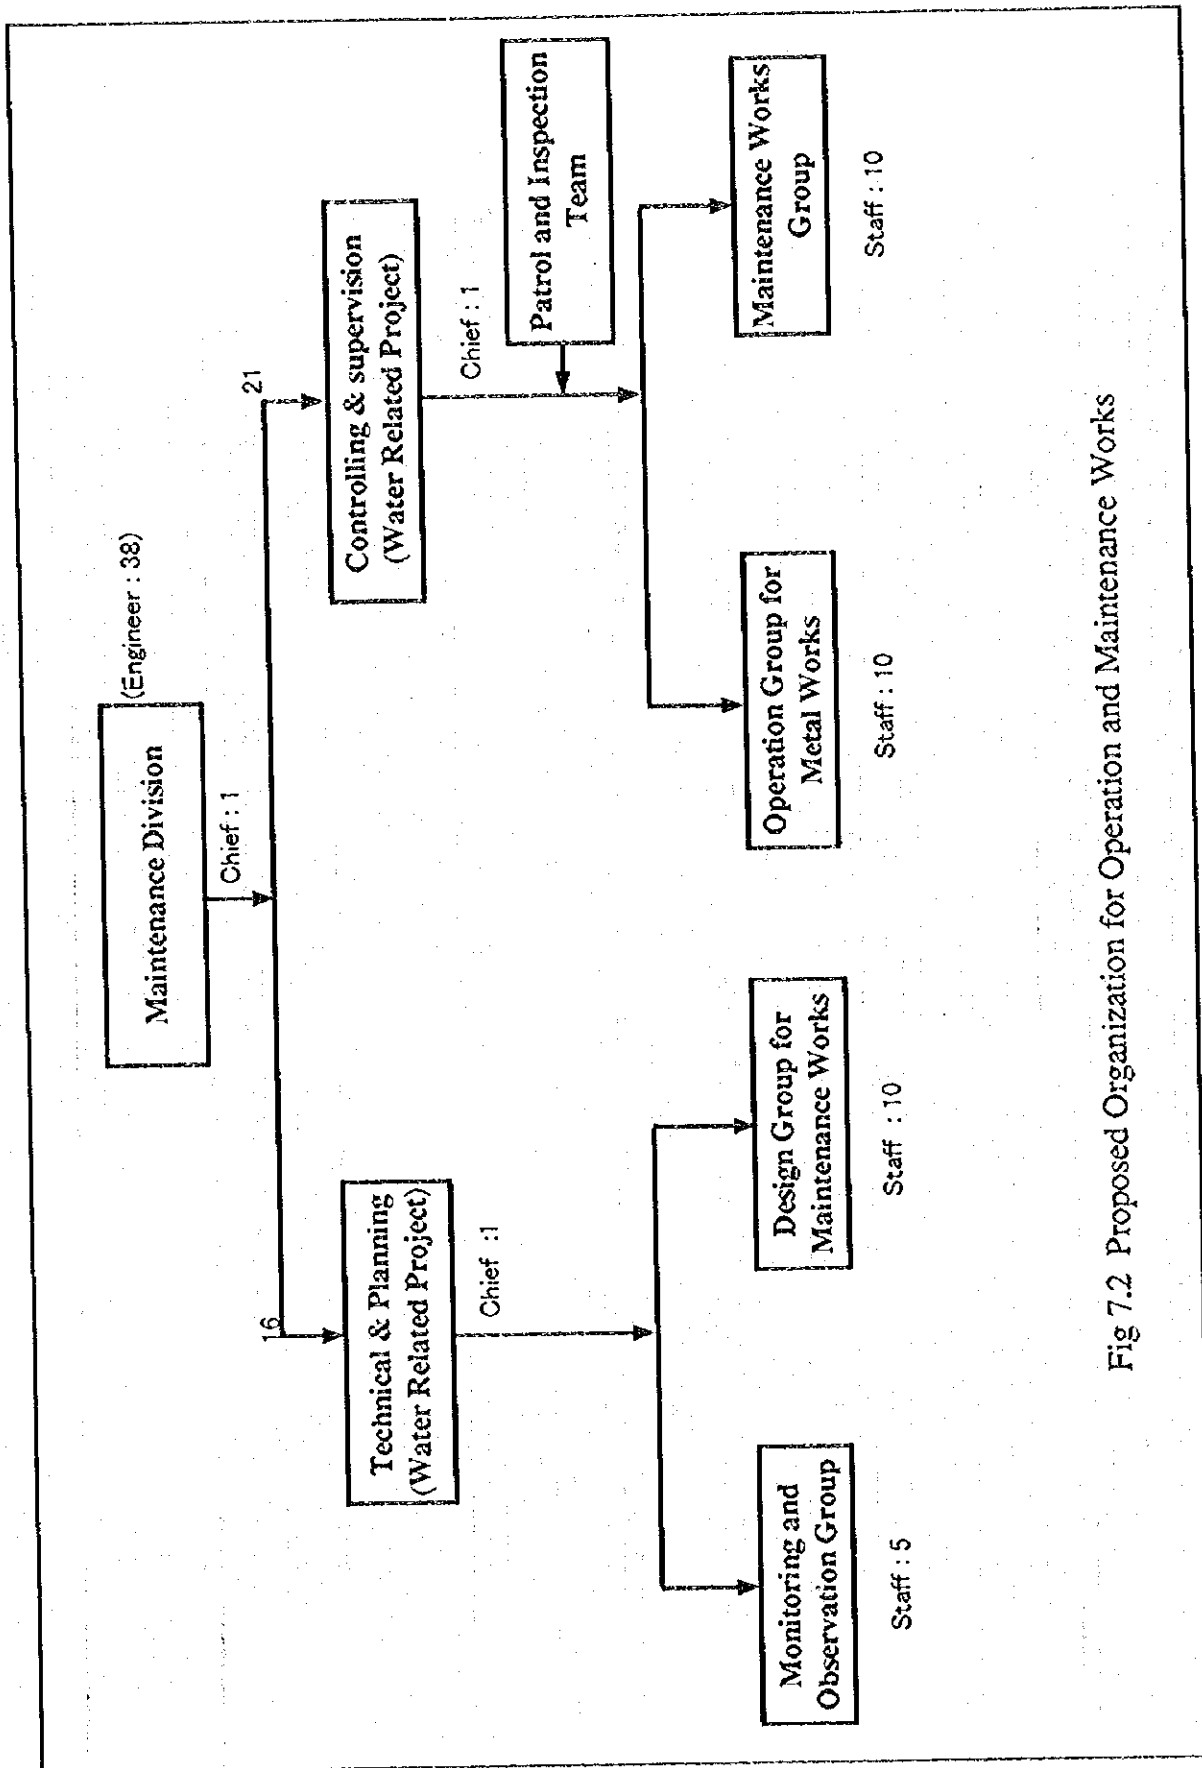 Maintenance Division
(Engineer : 38)
Chief : 1
16
21
Technical & Planning
(Water Related Project)
Chief :1
Controlling & supervision
(Water Related Project)
Chief : 1
Patrol and Inspection
Team
Monitoring and
Observation Group
Staff : 5
Design Group for
Maintenance Works
Staff : 10
Operation Group for
Metal Works
Staff : 10
Maintenance Works
Group
Staff : 10
Fig 7.2 Proposed Organization for Operation and Maintenance Works